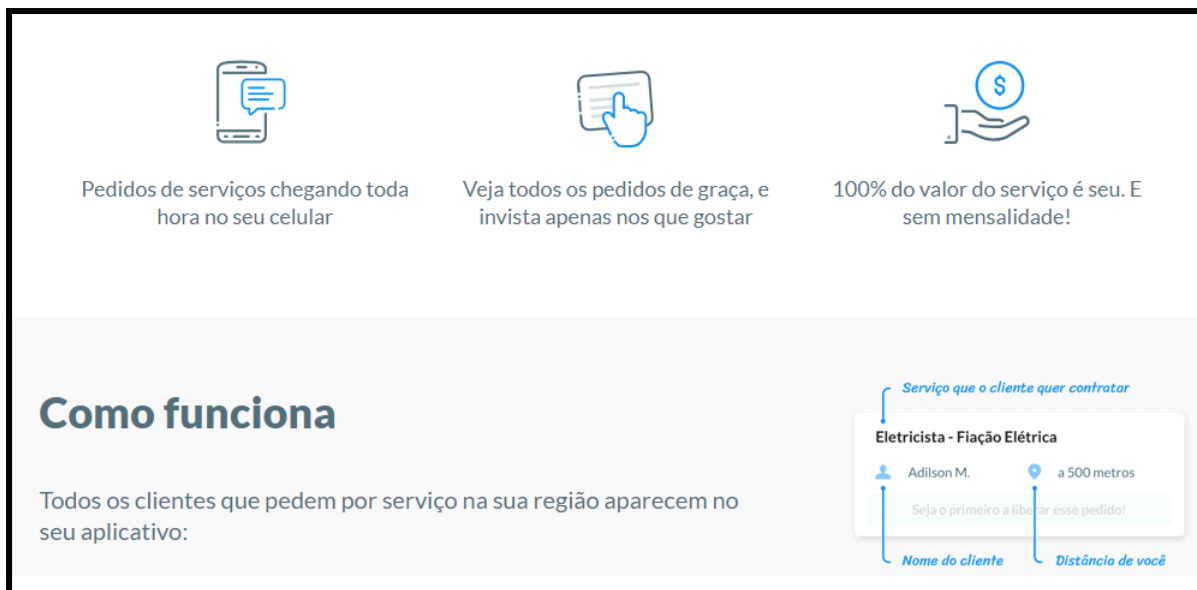 $
Pedidos de serviços chegando toda
hora no seu celular
Veja todos os pedidos de graça, e
invista apenas nos que gostar
100% do valor do serviço é seu. E
sem mensalidade!
Como funciona
Todos os clientes que pedem por serviço na sua região aparecem no
seu aplicativo:
Serviço que o cliente quer contratar
Eletricista - Fiação Elétrica
Adilson M.
a 500 metros
Seja o primeiro a liberar esse pedido!
Nome do cliente
Distância de você